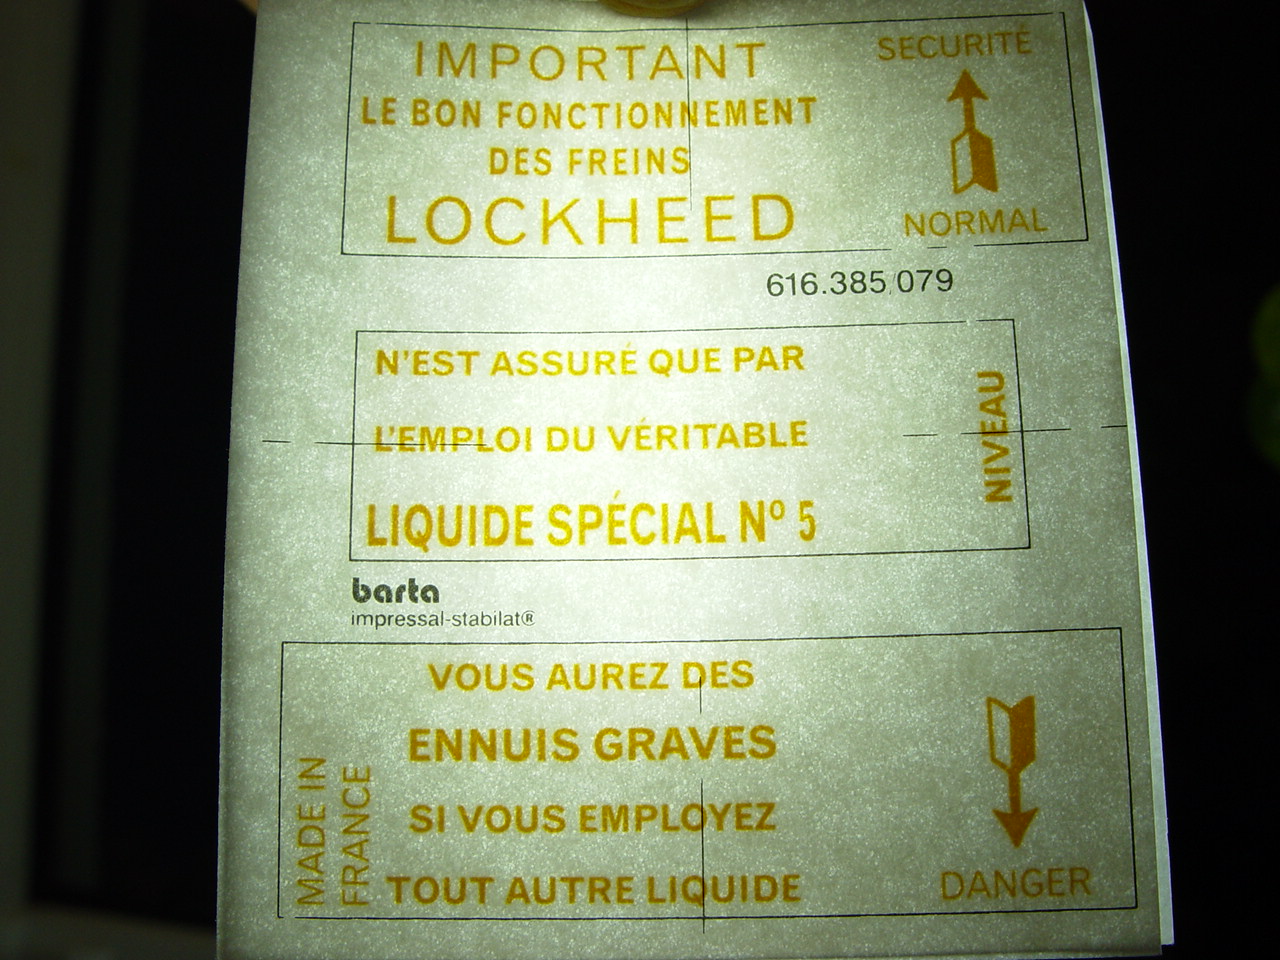 IMPORTANT
LE BON FONCTIONNEMENT
DES FREINS
LOCKHEED
SECURITÉ
NORMAL
616.385 079
N'EST ASSURÉ QUE PAR
L'EMPLOI DU VÉRITABLE
LIQUIDE SPÉCIAL Nº 5
NIVEAU
barta
impressal-stabilat®
MADE IN
FRANCE
VOUS AUREZ DES
ENNUIS GRAVES
SI VOUS EMPLOYEZ
TOUT AUTRE LIQUIDE
DANGER